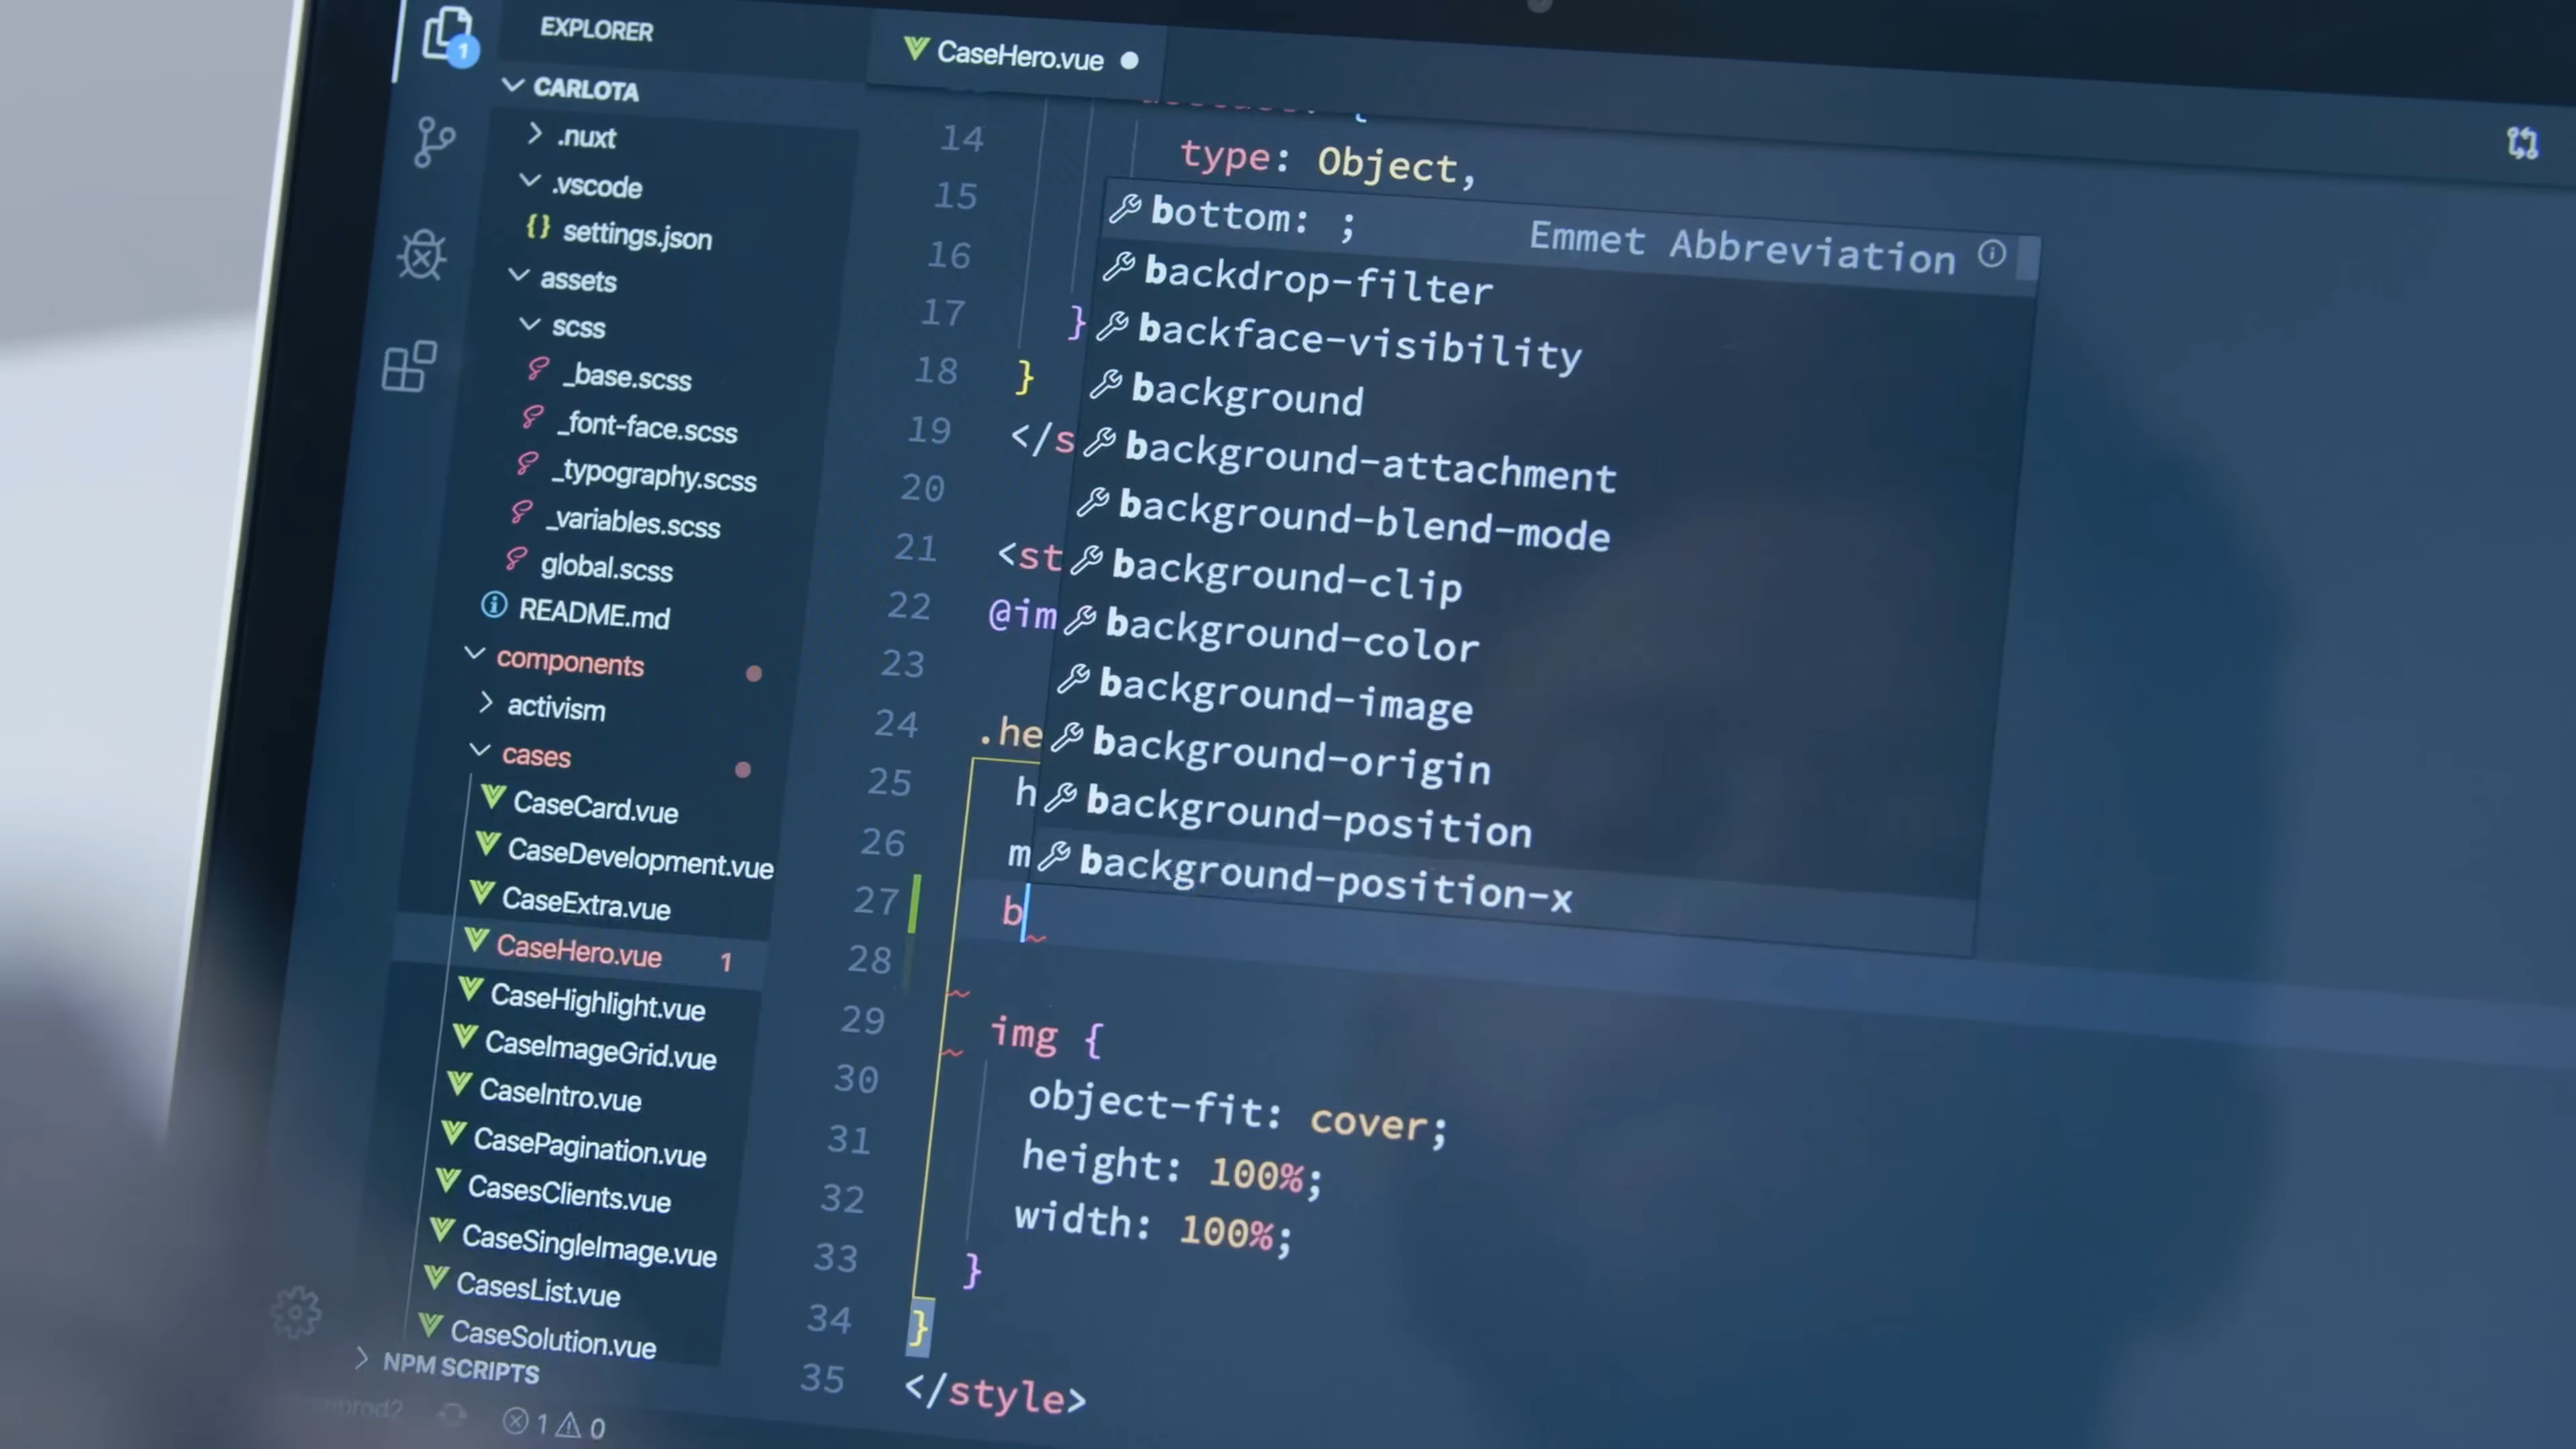 EXPLORER
CARLOTA
.nuxt
.vscode
{} settings.json
assets
scss
_base.scss
_font-face.scss
_typography.scss
_variables.scss
global.scss
README.md
components
activism
cases
CaseCard.vue
CaseDevelopment.vue
CaseExtra.vue
CaseHero.vue 1
CaseHighlight.vue
CaseImageGrid.vue
CaseIntro.vue
CasePagination.vue
CasesClients.vue
CaseSingleImage.vue
CasesList.vue
CaseSolution.vue
NPM SCRIPTS
1 0
1
CaseHero.vue
14
type: Object,
15
16
17 }
18 }
19 </s
20
21 <st
22 @im
23
24 .he
25 h
26 m
27 b
28
29 img {
30 object-fit: cover;
31 height: 100%;
32 width: 100%;
33 }
34 }
35 </style>
bottom: ; Emmet Abbreviation
backdrop-filter
backface-visibility
background
background-attachment
background-blend-mode
background-clip
background-color
background-image
background-origin
background-position
background-position-x